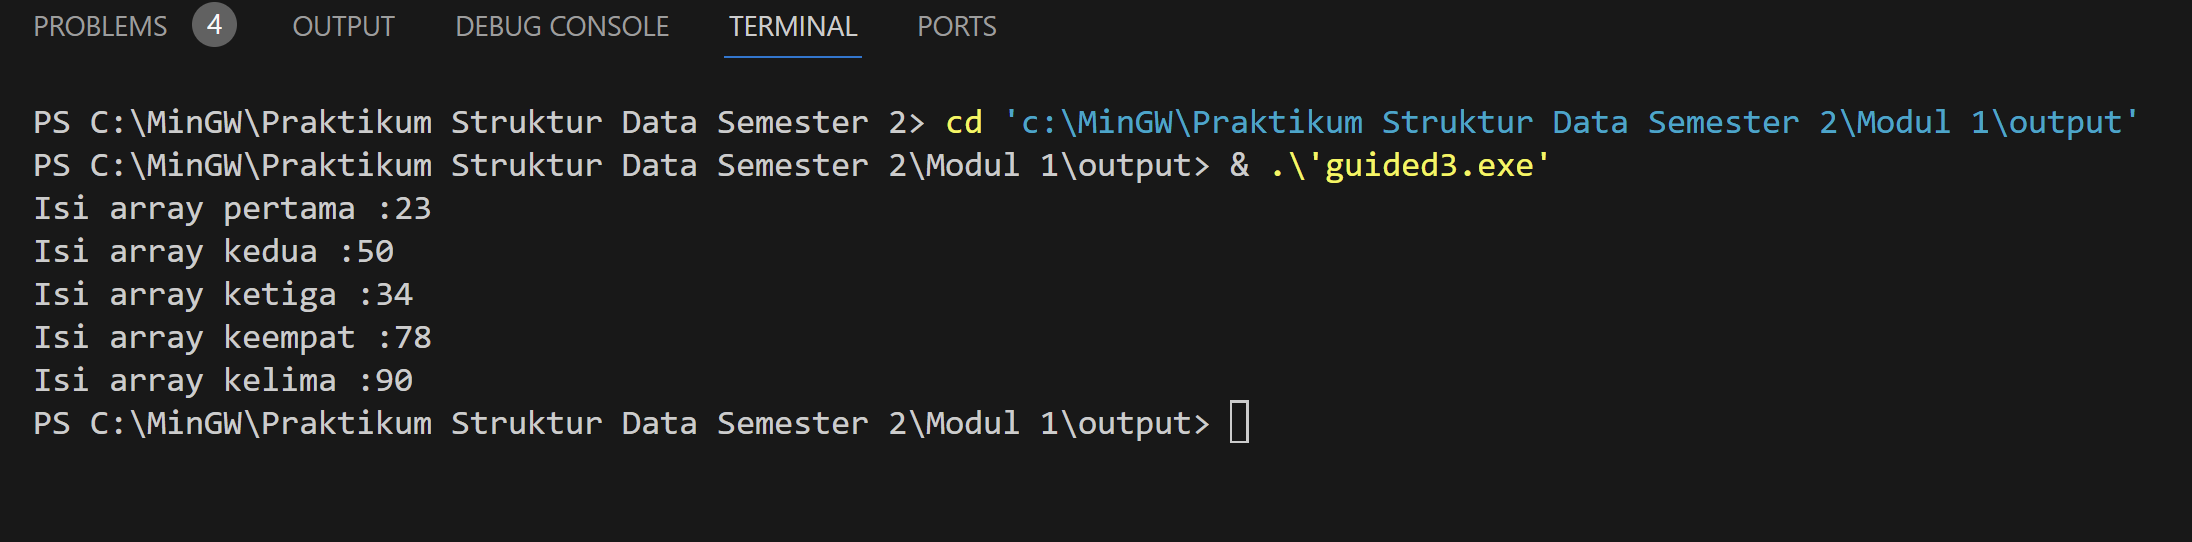 PROBLEMS 4 OUTPUT DEBUG CONSOLE TERMINAL PORTS
PS C:\MinGW\Praktikum Struktur Data Semester 2> cd 'c:\MinGW\Praktikum Struktur Data Semester 2\Modul 1\output'
PS C:\MinGW\Praktikum Struktur Data Semester 2\Modul 1\output> & .\'guided3.exe'
Isi array pertama :23
Isi array kedua :50
Isi array ketiga :34
Isi array keempat :78
Isi array kelima :90
PS C:\MinGW\Praktikum Struktur Data Semester 2\Modul 1\output>